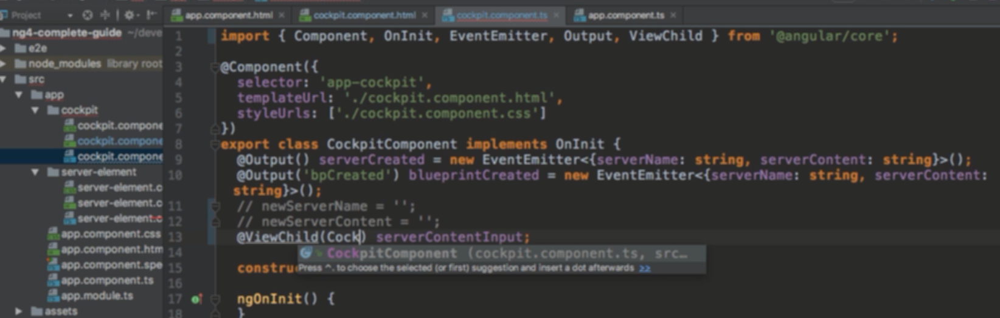 Project
app.component.html
cockpit.component.html
cockpit.component.ts
app.component.ts
ng4-complete-guide ~/deve
e2e
node_modules library root
src
app
cockpit
cockpit.compone
cockpit.compone
cockpit.compone
server-element
server-element.c
server-element.c
server-element.c
app.component.css
app.component.htm
app.component.spe
app.component.ts
app.module.ts
assets
1 import { Component, OnInit, EventEmitter, Output, ViewChild } from '@angular/core';
2
3 @Component({
4 selector: 'app-cockpit',
5 templateUrl: './cockpit.component.html',
6 styleUrls: ['./cockpit.component.css']
7 })
8 export class CockpitComponent implements OnInit {
9 @Output() serverCreated = new EventEmitter<{serverName: string, serverContent: string}>();
10 @Output('bpCreated') blueprintCreated = new EventEmitter<{serverName: string, serverContent:
string}>();
11 // newServerName = '';
12 // newServerContent = '';
13 @ViewChild(Cock) serverContentInput;
14
CockpitComponent (cockpit.component.ts, src…
15 constru
Press ^. to choose the selected (or first) suggestion and insert a dot afterwards >>
16
17 ngOnInit() {
18 }